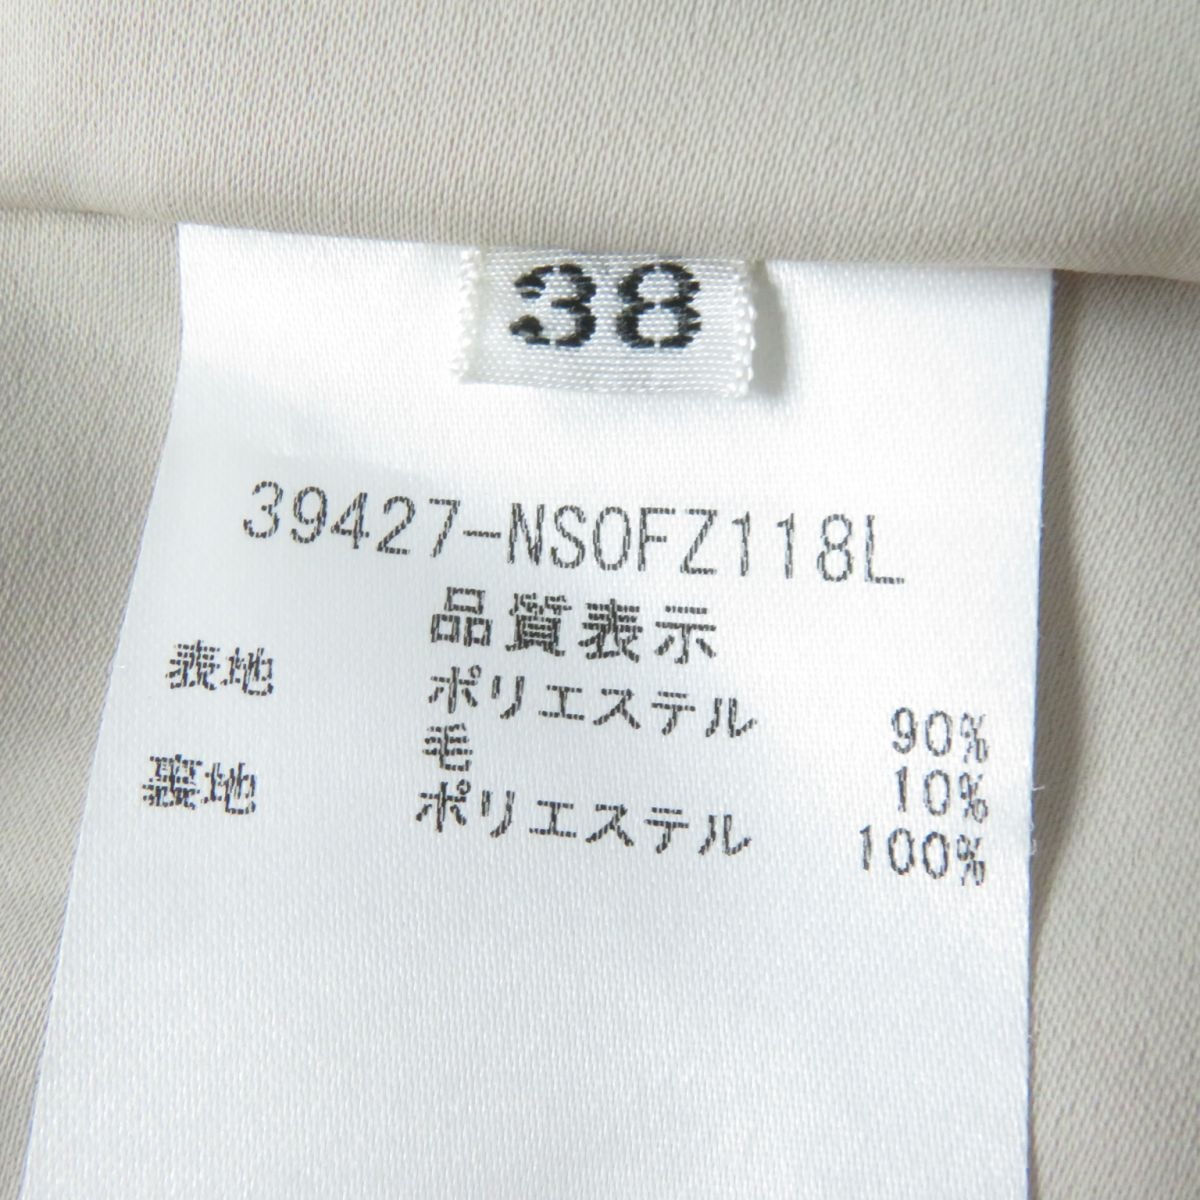 38
39427-NSOFZ118L
品質表示
表地 ポリエステル 90%
毛 10%
裏地 ポリエステル 100%